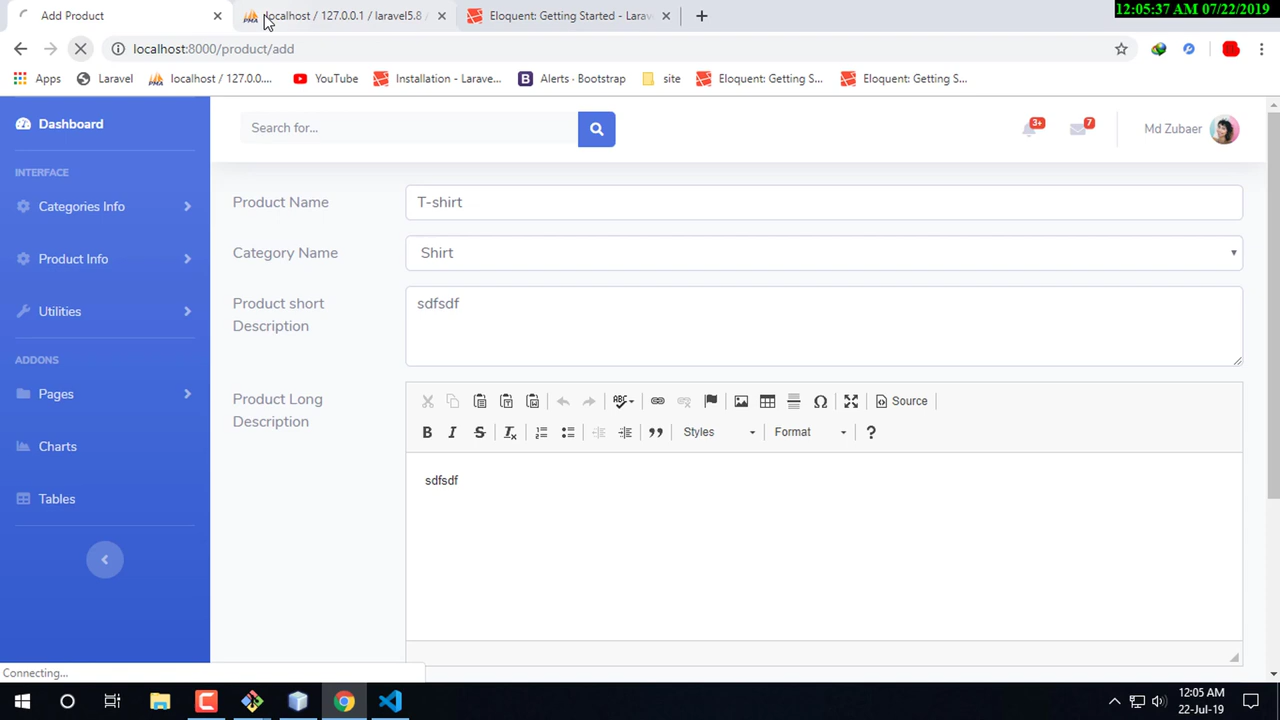 Add Product
localhost / 127.0.0.1 / laravel5.8 /
Eloquent: Getting Started - Larav
12:05:37 AM 07/22/2019
localhost:8000/product/add
Apps
Laravel
localhost / 127.0.0....
YouTube
Installation - Larave...
Alerts · Bootstrap
site
Eloquent: Getting S...
Eloquent: Getting S...
Dashboard
Search for...
3+
7
Md Zubaer
INTERFACE
Categories Info
Product Info
Utilities
ADDONS
Pages
Charts
Tables
Product Name
T-shirt
Category Name
Shirt
Product short
Description
sdfsdf
Product Long
Description
ABC
Source
B I S Tx
Styles
Format
?
sdfsdf
Connecting...
12:05 AM
22-Jul-19